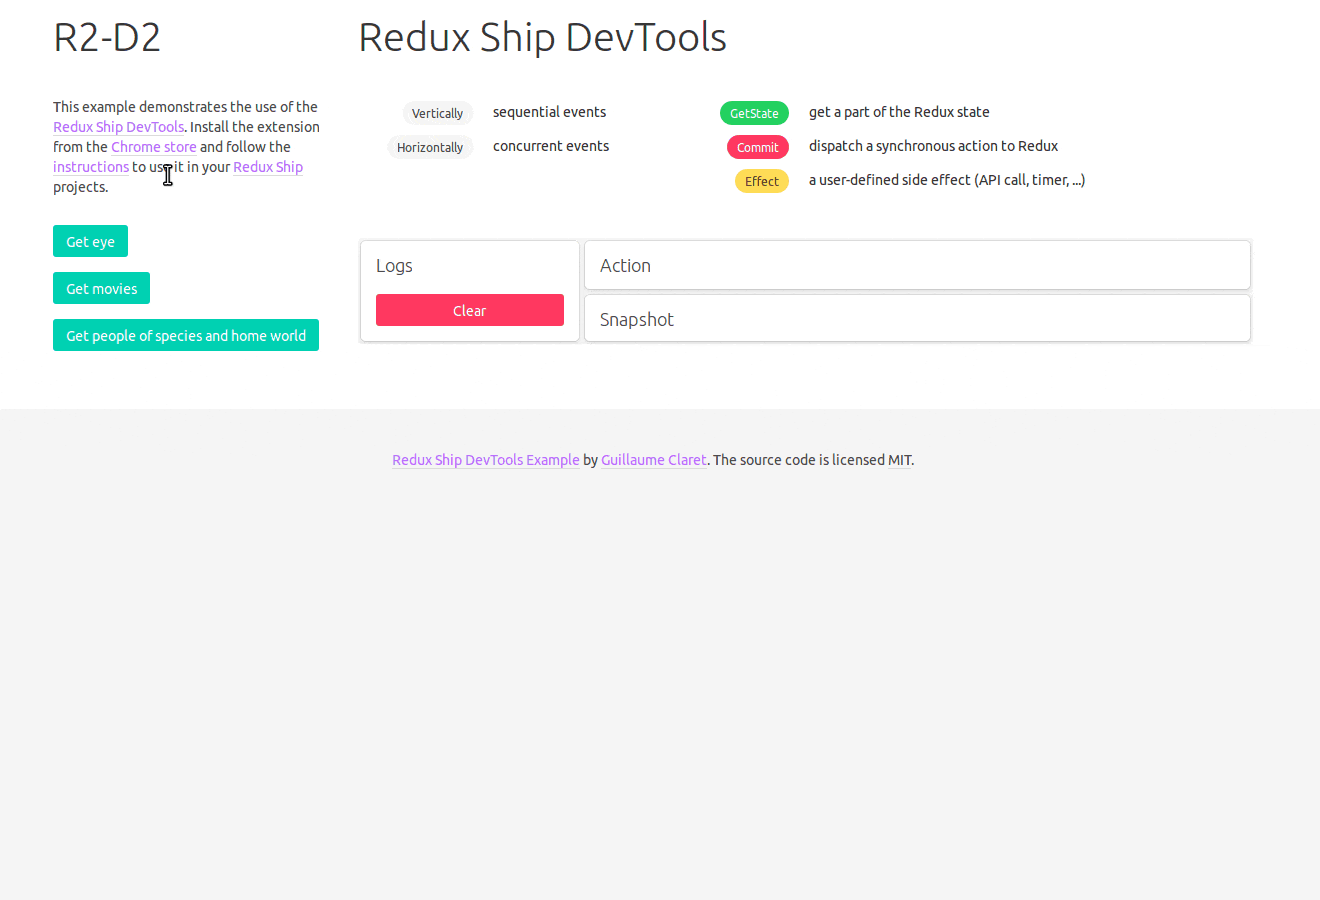 R2-D2
This example demonstrates the use of the
Redux Ship DevTools. Install the extension
from the Chrome store and follow the
instructions to use it in your Redux Ship
projects.
Get eye
Get movies
Get people of species and home world
Redux Ship DevTools
Vertically sequential events
Horizontally concurrent events
GetState get a part of the Redux state
Commit dispatch a synchronous action to Redux
Effect a user-defined side effect (API call, timer, ...)
Logs
Clear
Action
Snapshot
Redux Ship DevTools Example by Guillaume Claret. The source code is licensed MIT.